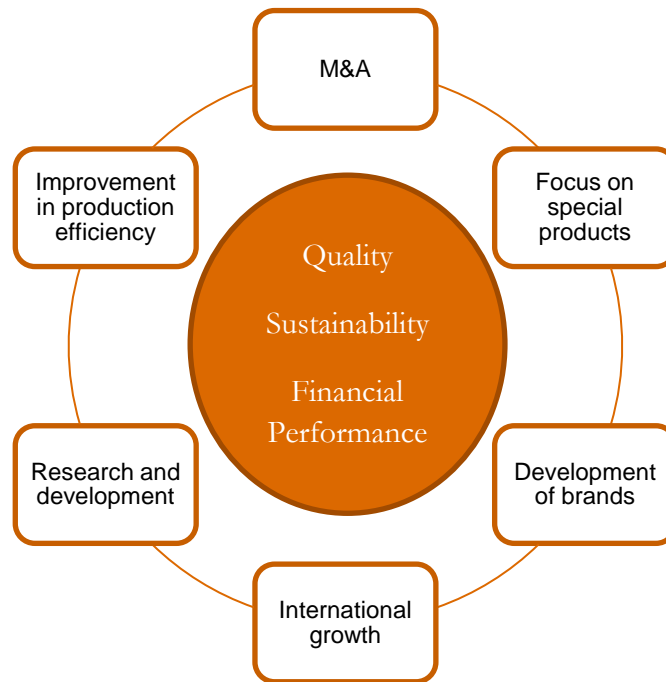 M&A
Improvement
in production
efficiency
Focus on
special
products
Quality
Sustainability
Financial
Performance
Research and
development
Development
of brands
International
growth